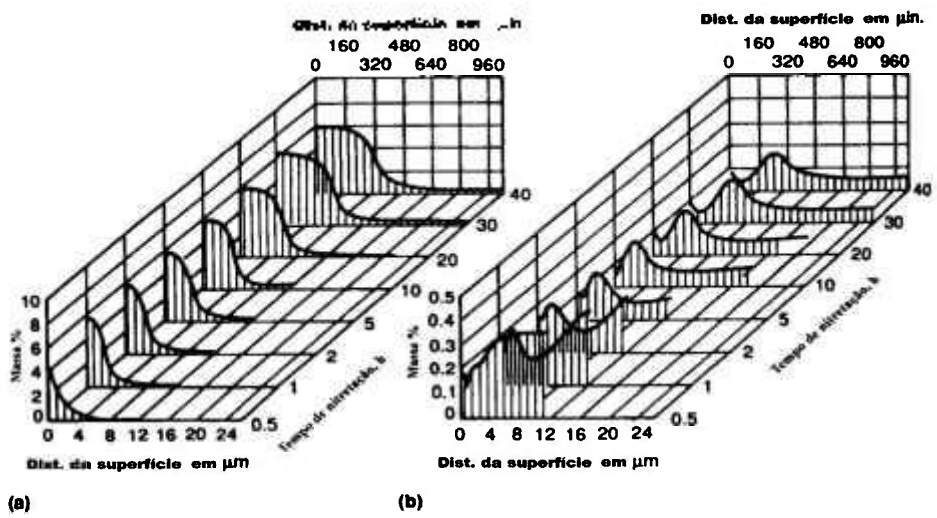 da superfície em in
160 480 800
0 320 640 960
10
8
6
4
2
0
Massa %
0 4 8 12 16 20 24
Dist. da superfície em μm
0.5
1
2
5
10
20
30
40
Tempo de nitretação, h
(a)
Dist. da superfície em μin.
160 480 800
0 320 640 960
0.5
0.4
0.3
0.2
0.1
0
Massa %
0 4 8 12 16 20 24
Dist. da superfície em μm
0.5
1
2
5
10
20
30
40
Tempo de nitretação, h
(b)